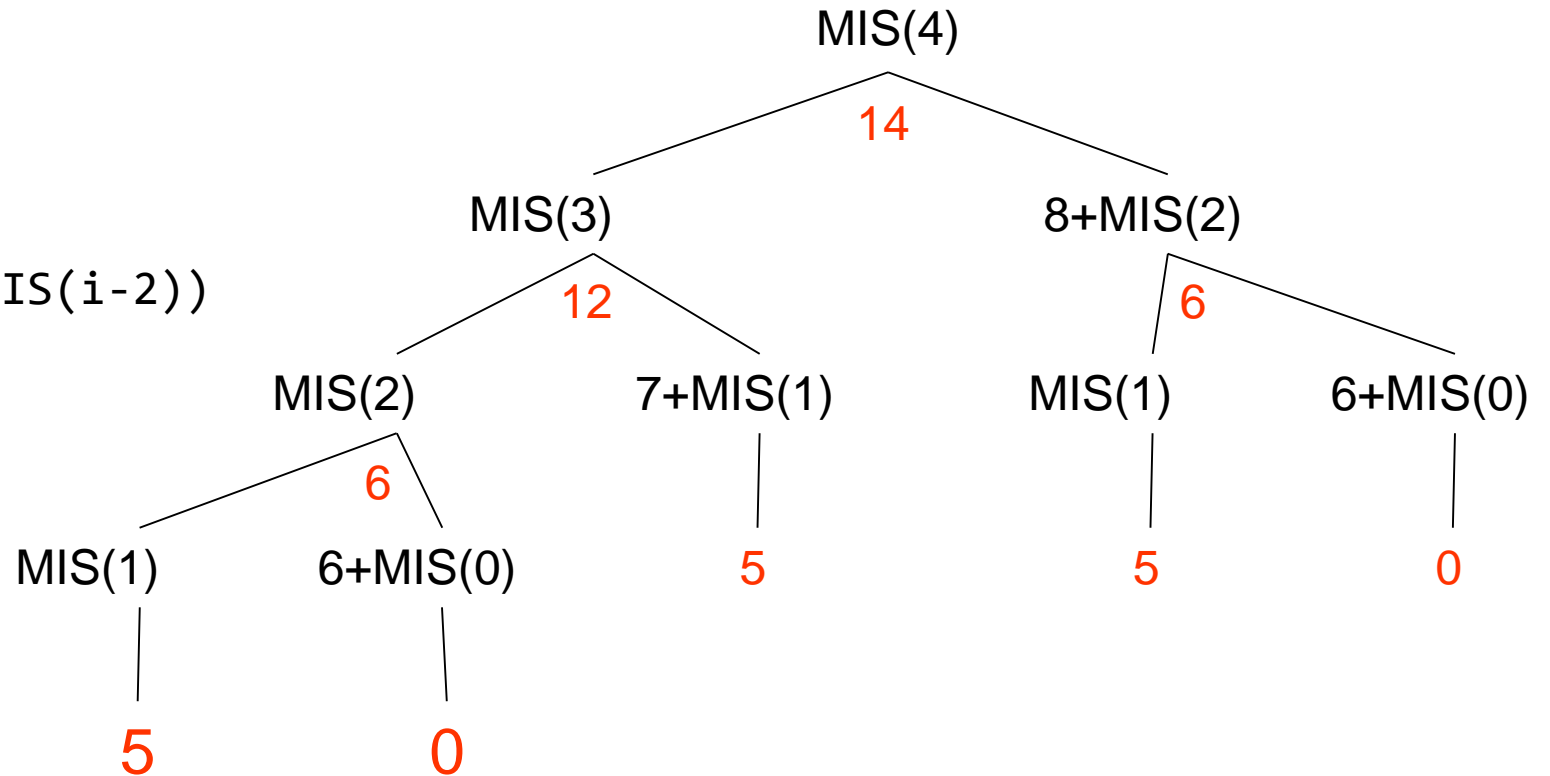 MIS(4)
14
MIS(3)
8+MIS(2)
IS(i-2))
12
6
MIS(2)
7+MIS(1)
MIS(1)
6+MIS(0)
6
MIS(1)
6+MIS(0)
5
5
0
5
0